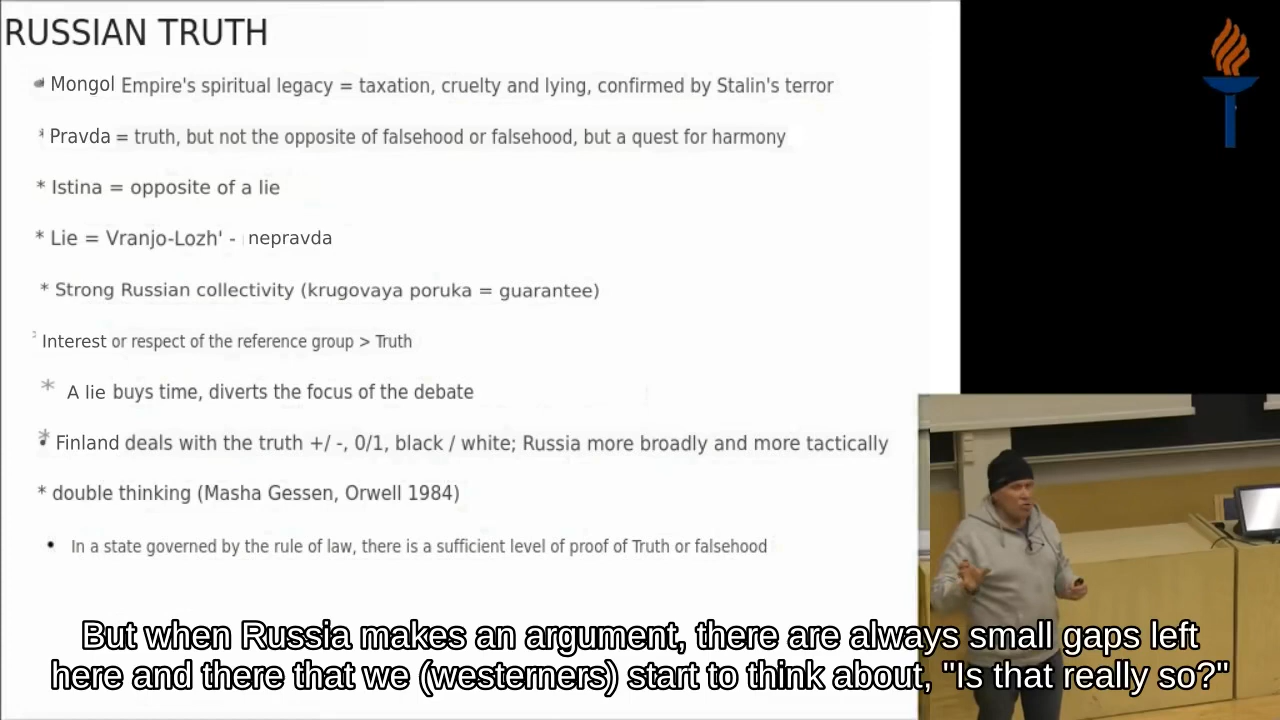 RUSSIAN TRUTH
Mongol Empire's spiritual legacy = taxation, cruelty and lying, confirmed by Stalin's terror
* Pravda = truth, but not the opposite of falsehood or falsehood, but a quest for harmony
* Istina = opposite of a lie
* Lie = Vranjo-Lozh' - nepravda
* Strong Russian collectivity (krugovaya poruka = guarantee)
Interest or respect of the reference group > Truth
* A lie buys time, diverts the focus of the debate
* Finland deals with the truth +/ -, 0/1, black / white; Russia more broadly and more tactically
* double thinking (Masha Gessen, Orwell 1984)
• In a state governed by the rule of law, there is a sufficient level of proof of Truth or falsehood
But when Russia makes an argument, there are always small gaps left
here and there that we (westerners) start to think about, "Is that really so?"